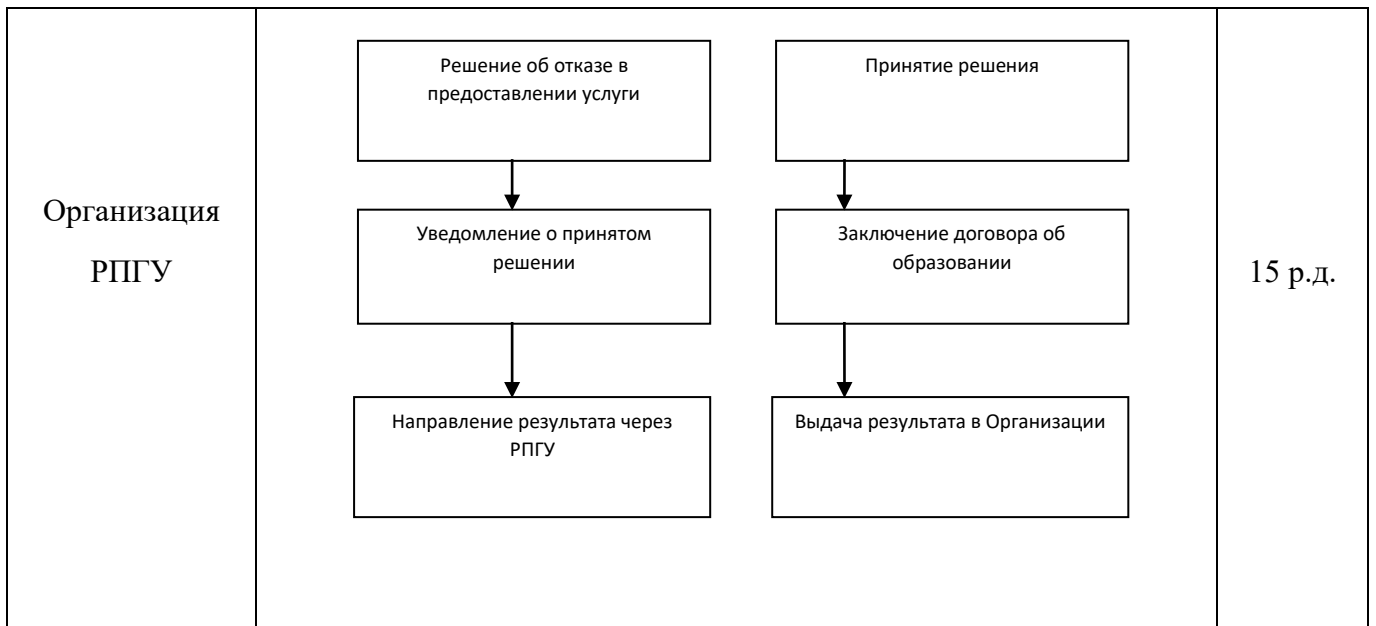 Организация
РПГУ
Решение об отказе в
предоставлении услуги
Принятие решения
Уведомление о принятом
решении
Заключение договора об
образовании
Направление результата через
РПГУ
Выдача результата в Организации
15 р.д.